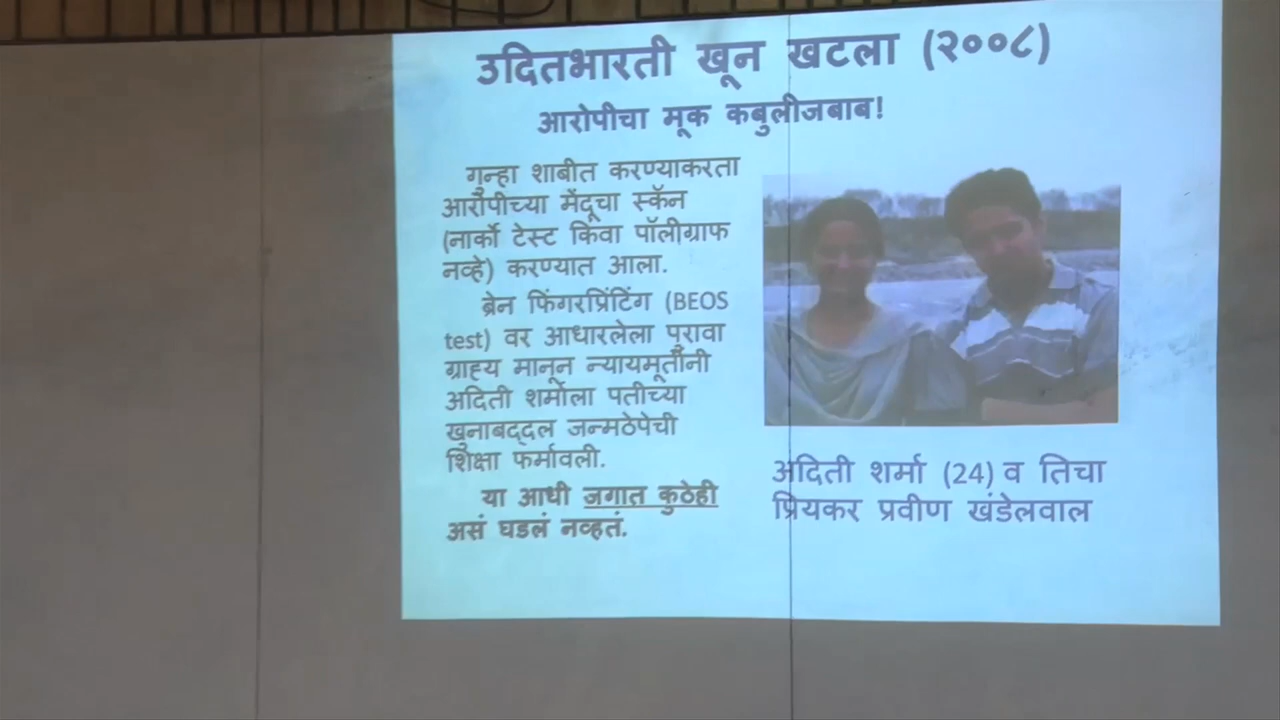 उदितभारती खून खटला (२००८)
आरोपीचा मूक कबुलीजबाब!
गुन्हा शाबीत करण्याकरता
आरोपीच्या मेंदूचा स्कॅन
(नार्को टेस्ट किंवा पॉलीग्राफ
नव्हे) करण्यात आला.
ब्रेन फिंगरप्रिंटिंग (BEOS
test) वर आधारलेला पुरावा
ग्राह्य मानून न्यायमूर्तींनी
अदिती शर्माला पतीच्या
खुनाबद्दल जन्मठेपेची
शिक्षा फर्मावली.
या आधी जगात कुठेही
असं घडलं नव्हतं.
अदिती शर्मा (24) व तिचा
प्रियकर प्रवीण खंडेलवाल